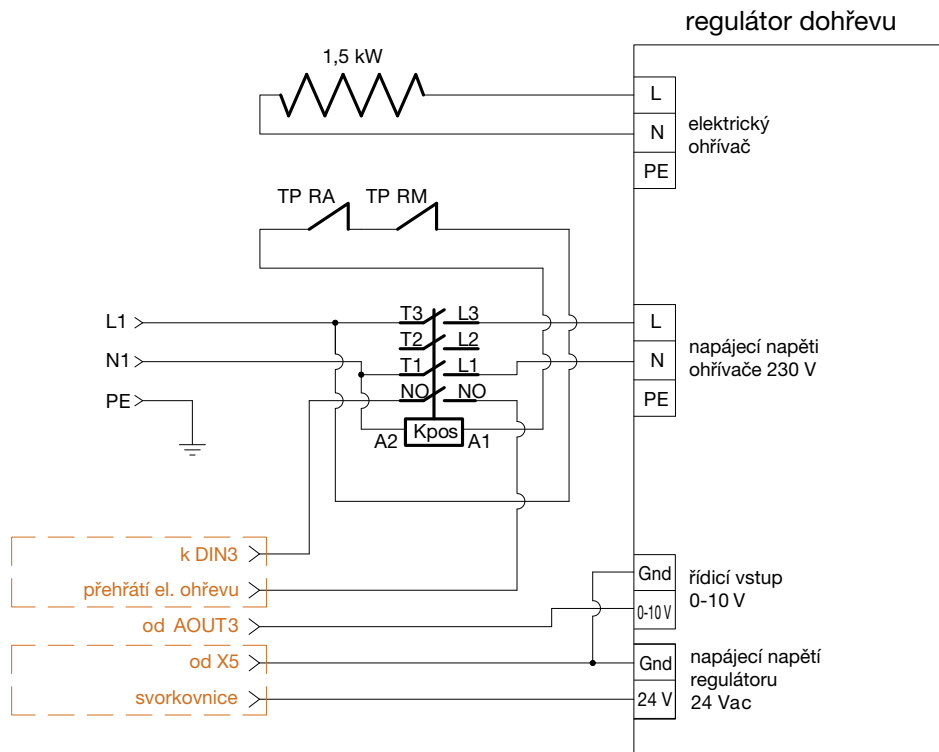 regulátor dohřevu
1,5 kW
L
N
PE
elektrický
ohřívač
TP RA TP RM
L1
N1
PE
T3 L3
T2 L2
T1 L1
NO NO
A2 Kpos A1
L
N
PE
napájecí napěti
ohřívače 230 V
k DIN3
přehřátí el. ohřevu
od AOUT3
od X5
svorkovnice
Gnd
0-10 V
řídicí vstup
0-10 V
Gnd
24 V
napájecí napětí
regulátoru
24 Vac